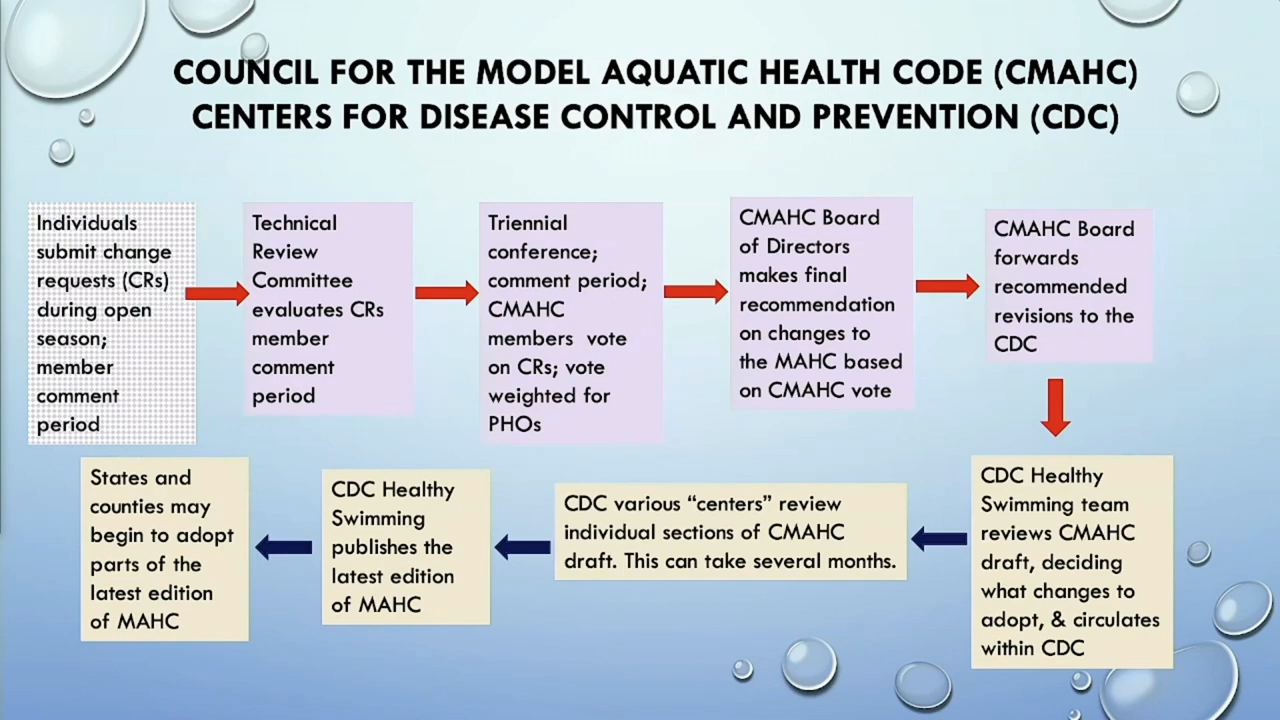 COUNCIL FOR THE MODEL AQUATIC HEALTH CODE (CMAHC)
CENTERS FOR DISEASE CONTROL AND PREVENTION (CDC)
Individuals
submit change
requests (CRs)
during open
season;
member
comment
period
Technical
Review
Committee
evaluates CRs
member
comment
period
Triennial
conference;
comment period;
CMAHC
members vote
on CRs; vote
weighted for
PHOs
CMAHC Board
of Directors
makes final
recommendation
on changes to
the MAHC based
on CMAHC vote
CMAHC Board
forwards
recommended
revisions to the
CDC
CDC Healthy
Swimming team
reviews CMAHC
draft, deciding
what changes to
adopt, & circulates
within CDC
CDC various “centers” review
individual sections of CMAHC
draft. This can take several months.
CDC Healthy
Swimming
publishes the
latest edition
of MAHC
States and
counties may
begin to adopt
parts of the
latest edition
of MAHC